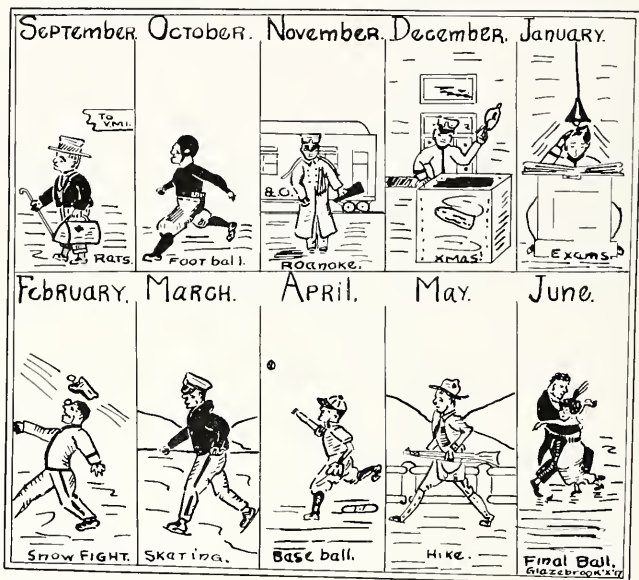 SEPTEMBER.
OCTOBER.
NOVEMBER.
DECEMBER.
JANUARY.
TO
V.M.I.
& O.
RATS.
FOOT ball.
ROANOKE.
XMAS
EXAMS
FEBRUARY.
MARCH.
APRIL.
MAY.
JUNE.
SNOW FIGHT.
SKATING.
Base ball.
HIKE.
FINAL BALL.